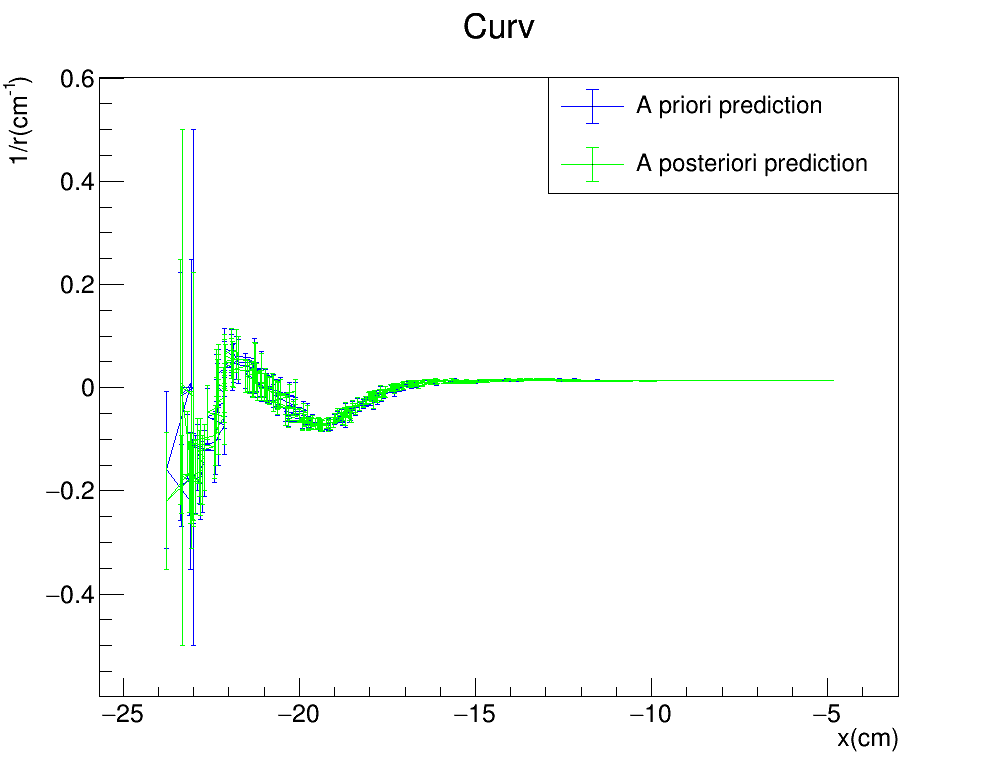 Curv
1/r(cm⁻¹)
A priori prediction
A posteriori prediction
0.6
0.4
0.2
0
−0.2
−0.4
−25 −20 −15 −10 −5
x(cm)